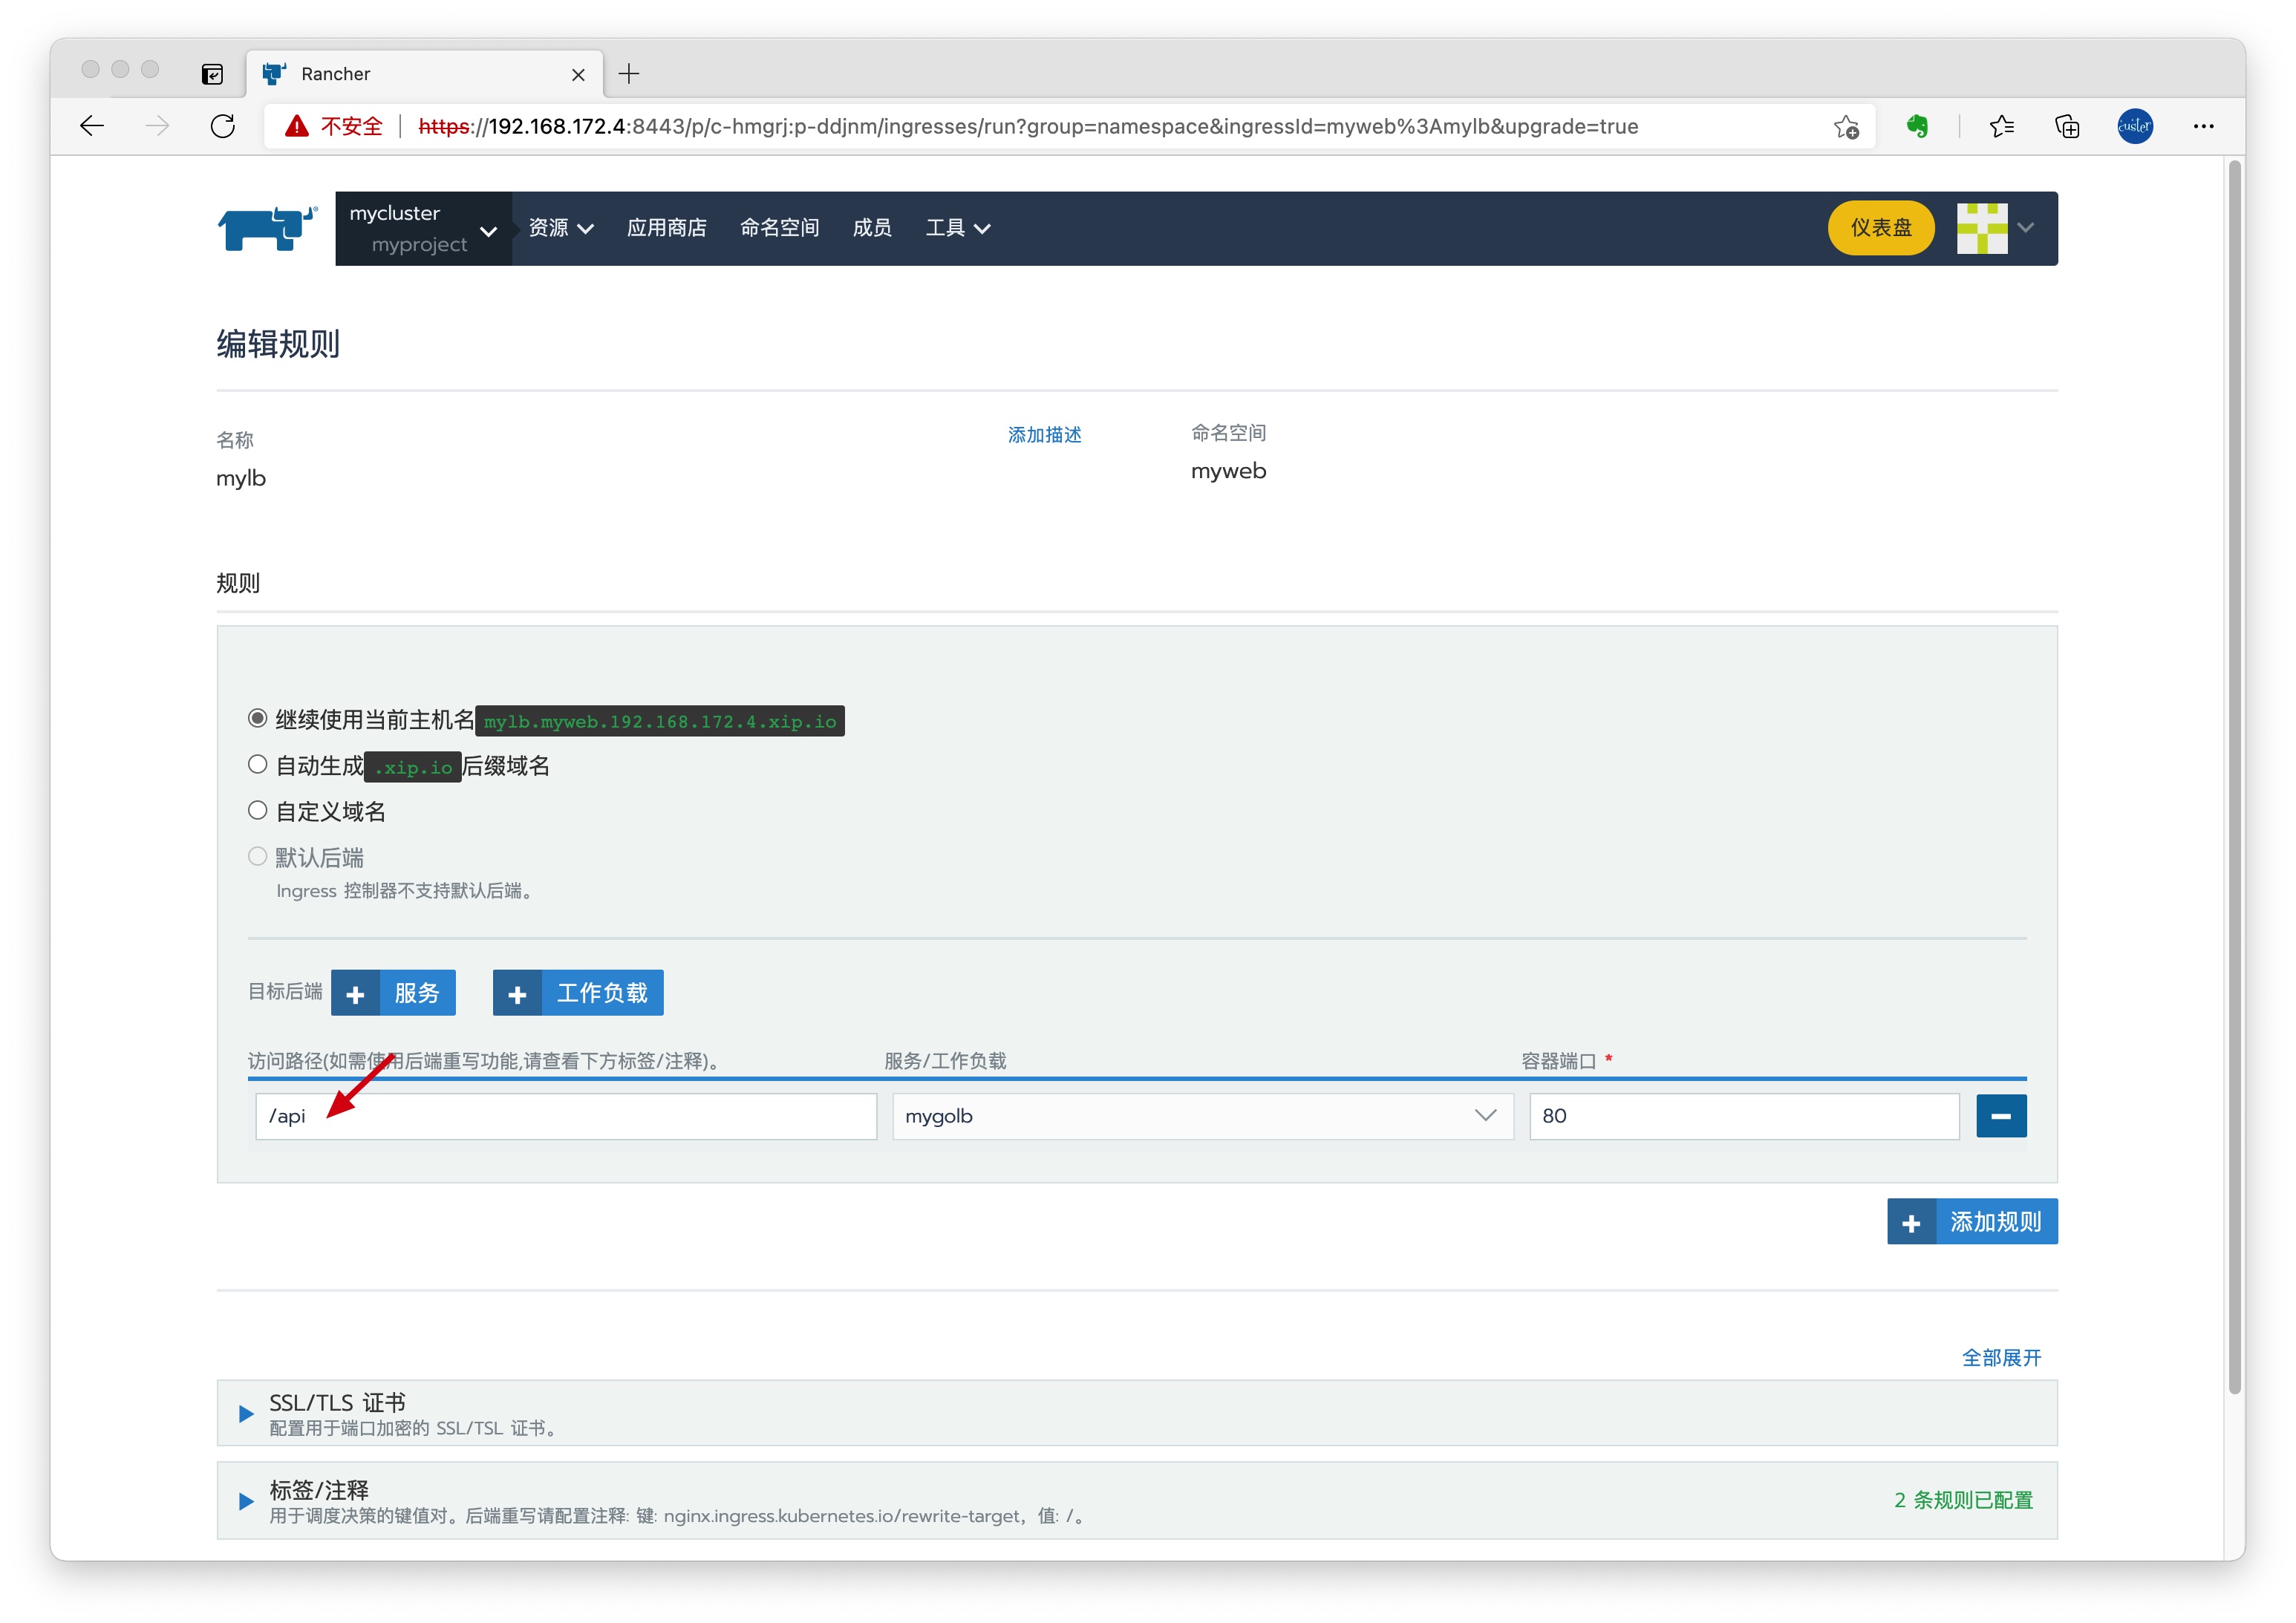 Rancher
不安全 https://192.168.172.4:8443/p/c-hmgrj:p-ddjnm/ingresses/run?group=namespace&ingressId=myweb%3Amylb&upgrade=true
custer
mycluster
myproject
资源 应用商店 命名空间 成员 工具 仪表盘
编辑规则
名称 添加描述 命名空间
mylb myweb
规则
继续使用当前主机名 mylb.myweb.192.168.172.4.xip.io
自动生成 .xip.io 后缀域名
自定义域名
默认后端
Ingress 控制器不支持默认后端。
目标后端 服务 工作负载
访问路径(如需使用后端重写功能,请查看下方标签/注释)。 服务/工作负载 容器端口 *
/api mygolb 80
添加规则
全部展开
SSL/TLS 证书
配置用于端口加密的 SSL/TSL 证书。
标签/注释
用于调度决策的键值对。后端重写请配置注释: 键: nginx.ingress.kubernetes.io/rewrite-target，值: /。
2 条规则已配置